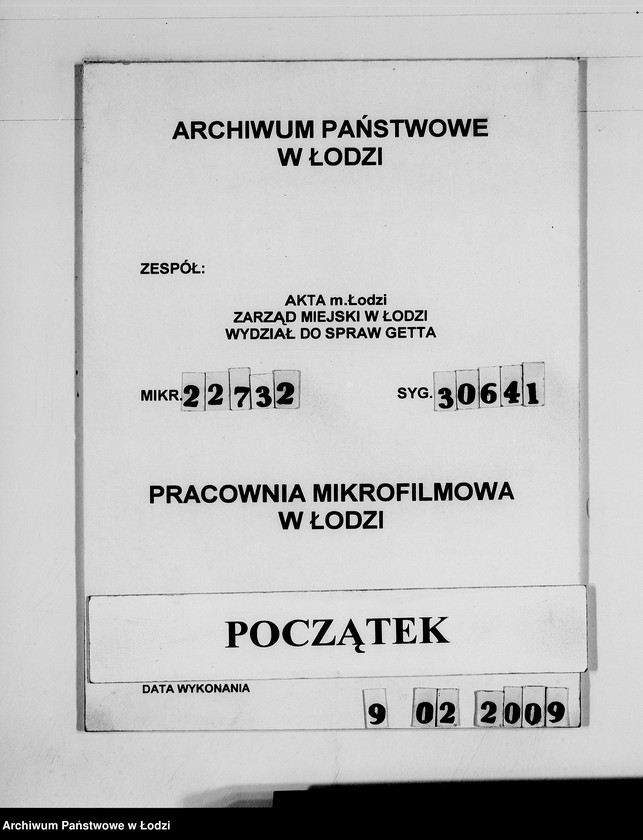 ARCHIWUM PAŃSTWOWE
W ŁODZI
ZESPÓŁ:
AKTA m.Łodzi
ZARZĄD MIEJSKI W ŁODZI
WYDZIAŁ DO SPRAW GETTA
MIKR. 22732 SYG. 30641
PRACOWNIA MIKROFILMOWA
W ŁODZI
POCZĄTEK
DATA WYKONANIA
9 02 2009
Archiwum Państwowe w Łodzi